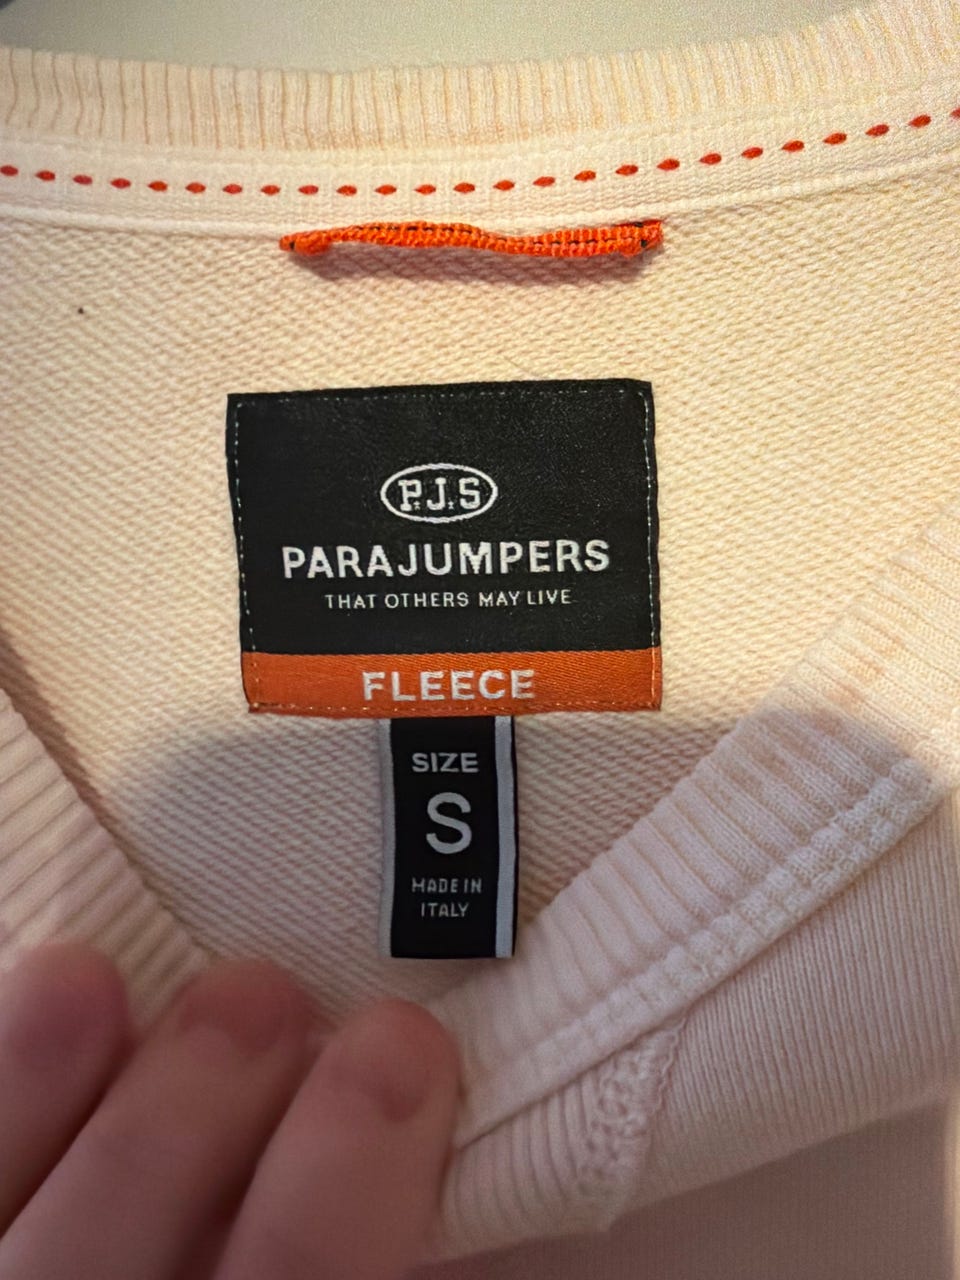 P.J.S
PARAJUMPERS
THAT OTHERS MAY LIVE
FLEECE
SIZE
S
MADE IN
ITALY